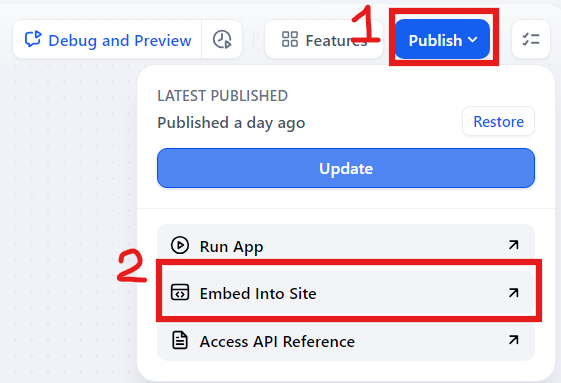 1
Debug and Preview Features Publish
LATEST PUBLISHED
Published a day ago Restore
Update
Run App
2
Embed Into Site
Access API Reference